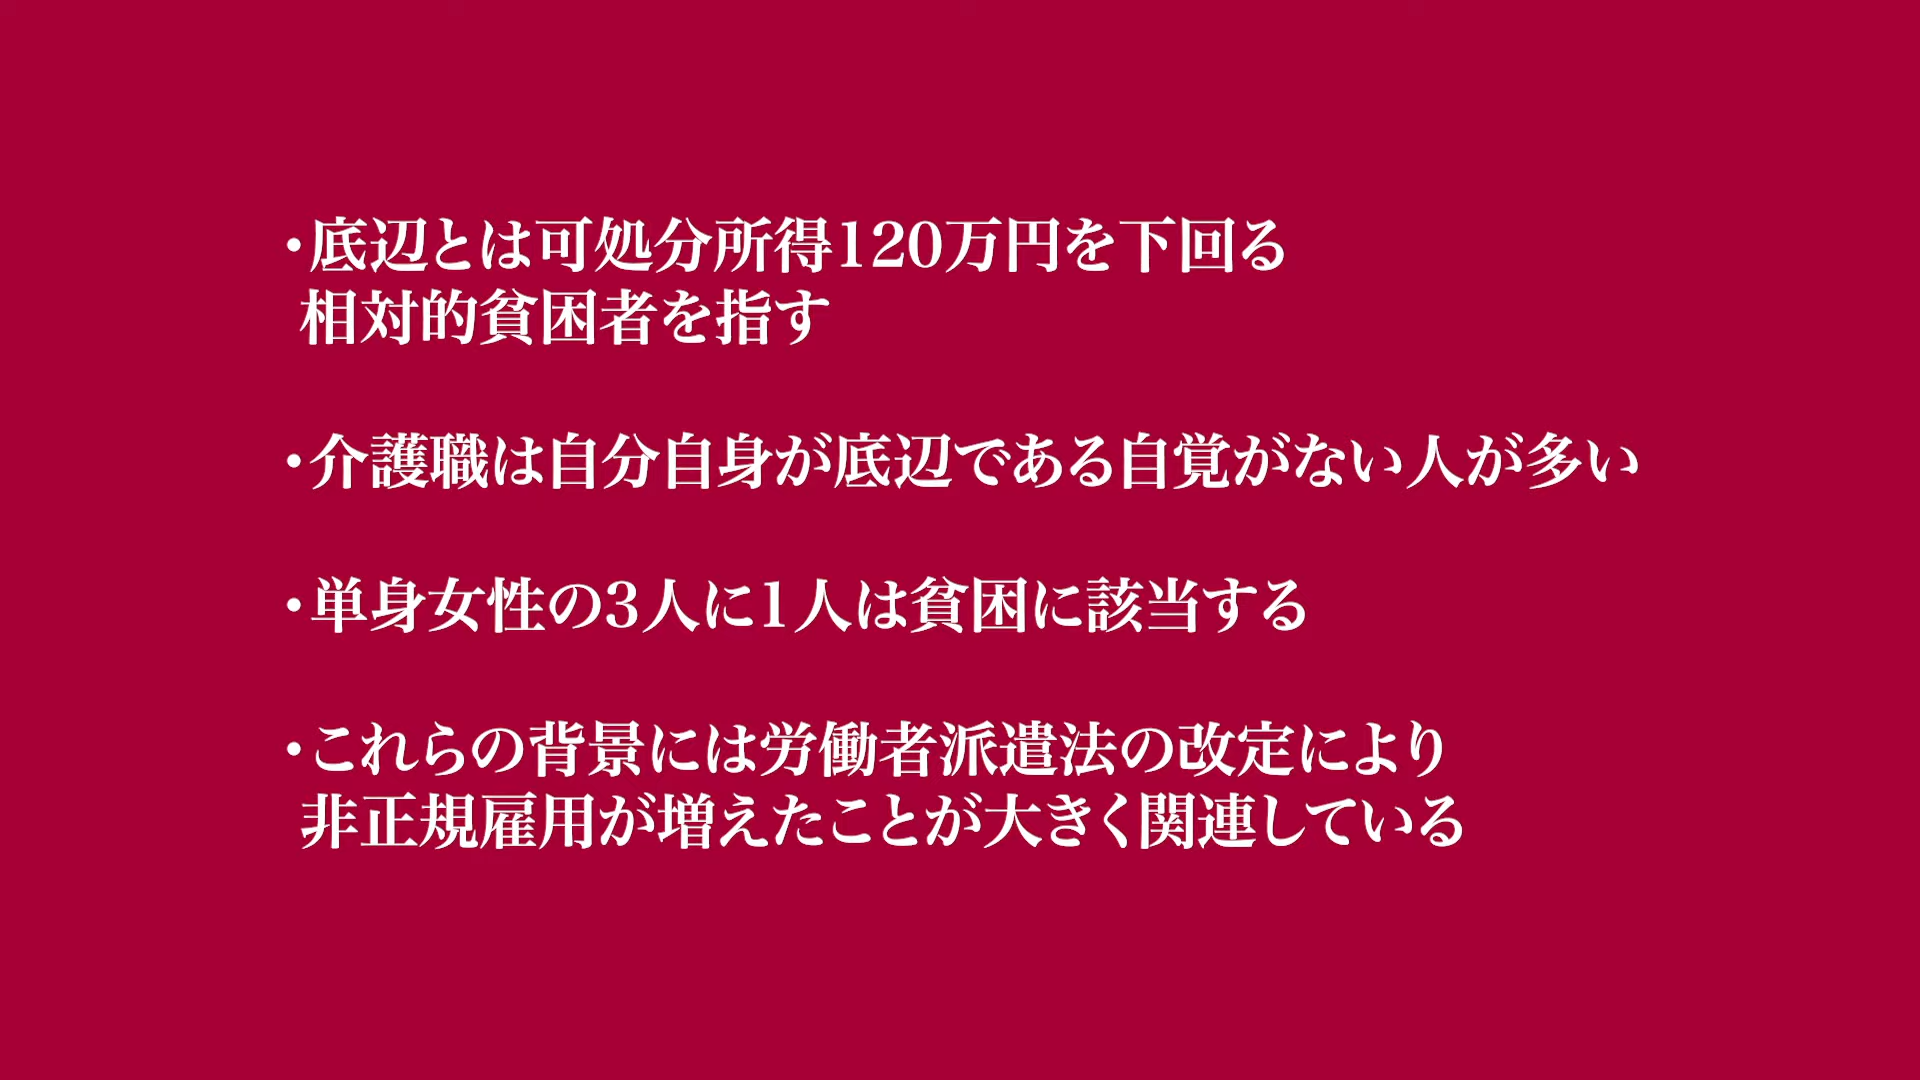 ・底辺とは可処分所得120万円を下回る
相対的貧困者を指す
・介護職は自分自身が底辺である自覚がない人が多い
・単身女性の3人に1人は貧困に該当する
・これらの背景には労働者派遣法の改定により
非正規雇用が増えたことが大きく関連している